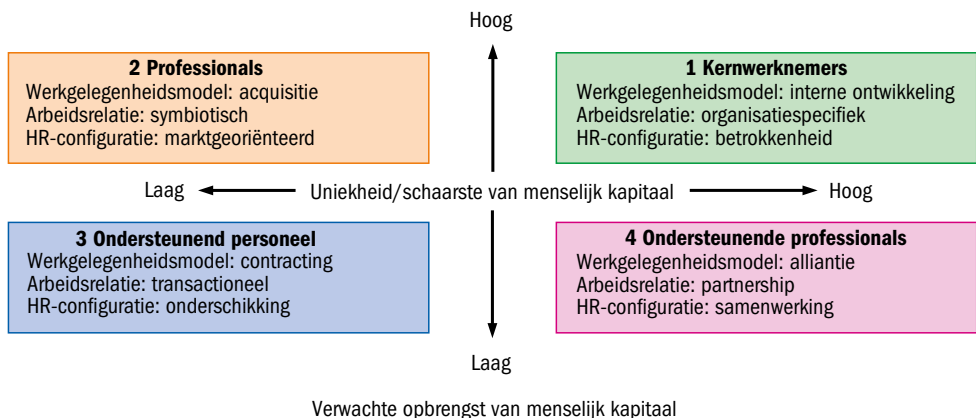 Hoog
2 Professionals
Werkgelegenheidsmodel: acquisitie
Arbeidsrelatie: symbiotisch
HR-configuratie: marktgeoriënteerd
1 Kernwerknemers
Werkgelegenheidsmodel: interne ontwikkeling
Arbeidsrelatie: organisatiespecifiek
HR-configuratie: betrokkenheid
Laag
Uniekheid/schaarste van menselijk kapitaal
Hoog
3 Ondersteunend personeel
Werkgelegenheidsmodel: contracting
Arbeidsrelatie: transactioneel
HR-configuratie: onderschikking
4 Ondersteunende professionals
Werkgelegenheidsmodel: alliantie
Arbeidsrelatie: partnership
HR-configuratie: samenwerking
Laag
Verwachte opbrengst van menselijk kapitaal